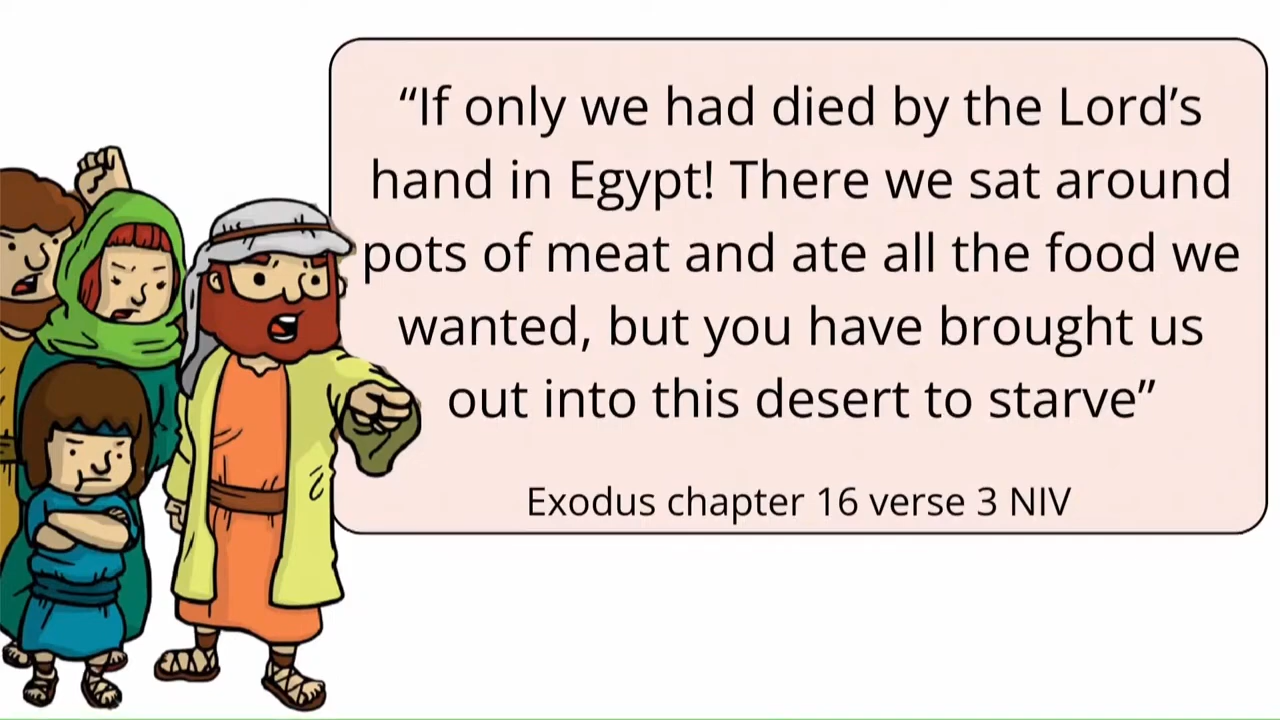 “If only we had died by the Lord’s
hand in Egypt! There we sat around
pots of meat and ate all the food we
wanted, but you have brought us
out into this desert to starve”
Exodus chapter 16 verse 3 NIV